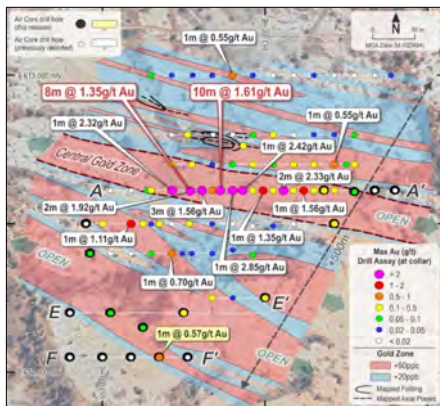 Air Core drill hole
(this release)
Air Core drill hole
(previously reported)
1m @ 0.55g/t Au
N
MGA Zone 54 (GDA94)
8m @ 1.35g/t Au
10m @ 1.61g/t Au
1m @ 0.55g/t Au
1m @ 2.32g/t Au
1m @ 2.42g/t Au
Central Gold Zone
2m @ 2.33g/t Au
A
A'
2m @ 1.92g/t Au
3m @ 1.56g/t Au
1m @ 1.56g/t Au
1m @ 1.11g/t Au
1m @ 1.35g/t Au
1m @ 2.85g/t Au
+500m
OPEN
1m @ 0.70g/t Au
E
E'
1m @ 0.57g/t Au
OPEN
F
F'
Max Au (g/t)
Drill Assay (at collar)
> 2
1 - 2
0.5 - 1
0.1 - 0.5
0.05 - 0.1
0.02 - 0.05
< 0.02
Gold Zone
+50ppb
+20ppb
Mapped Folding
Mapped Axial Planes